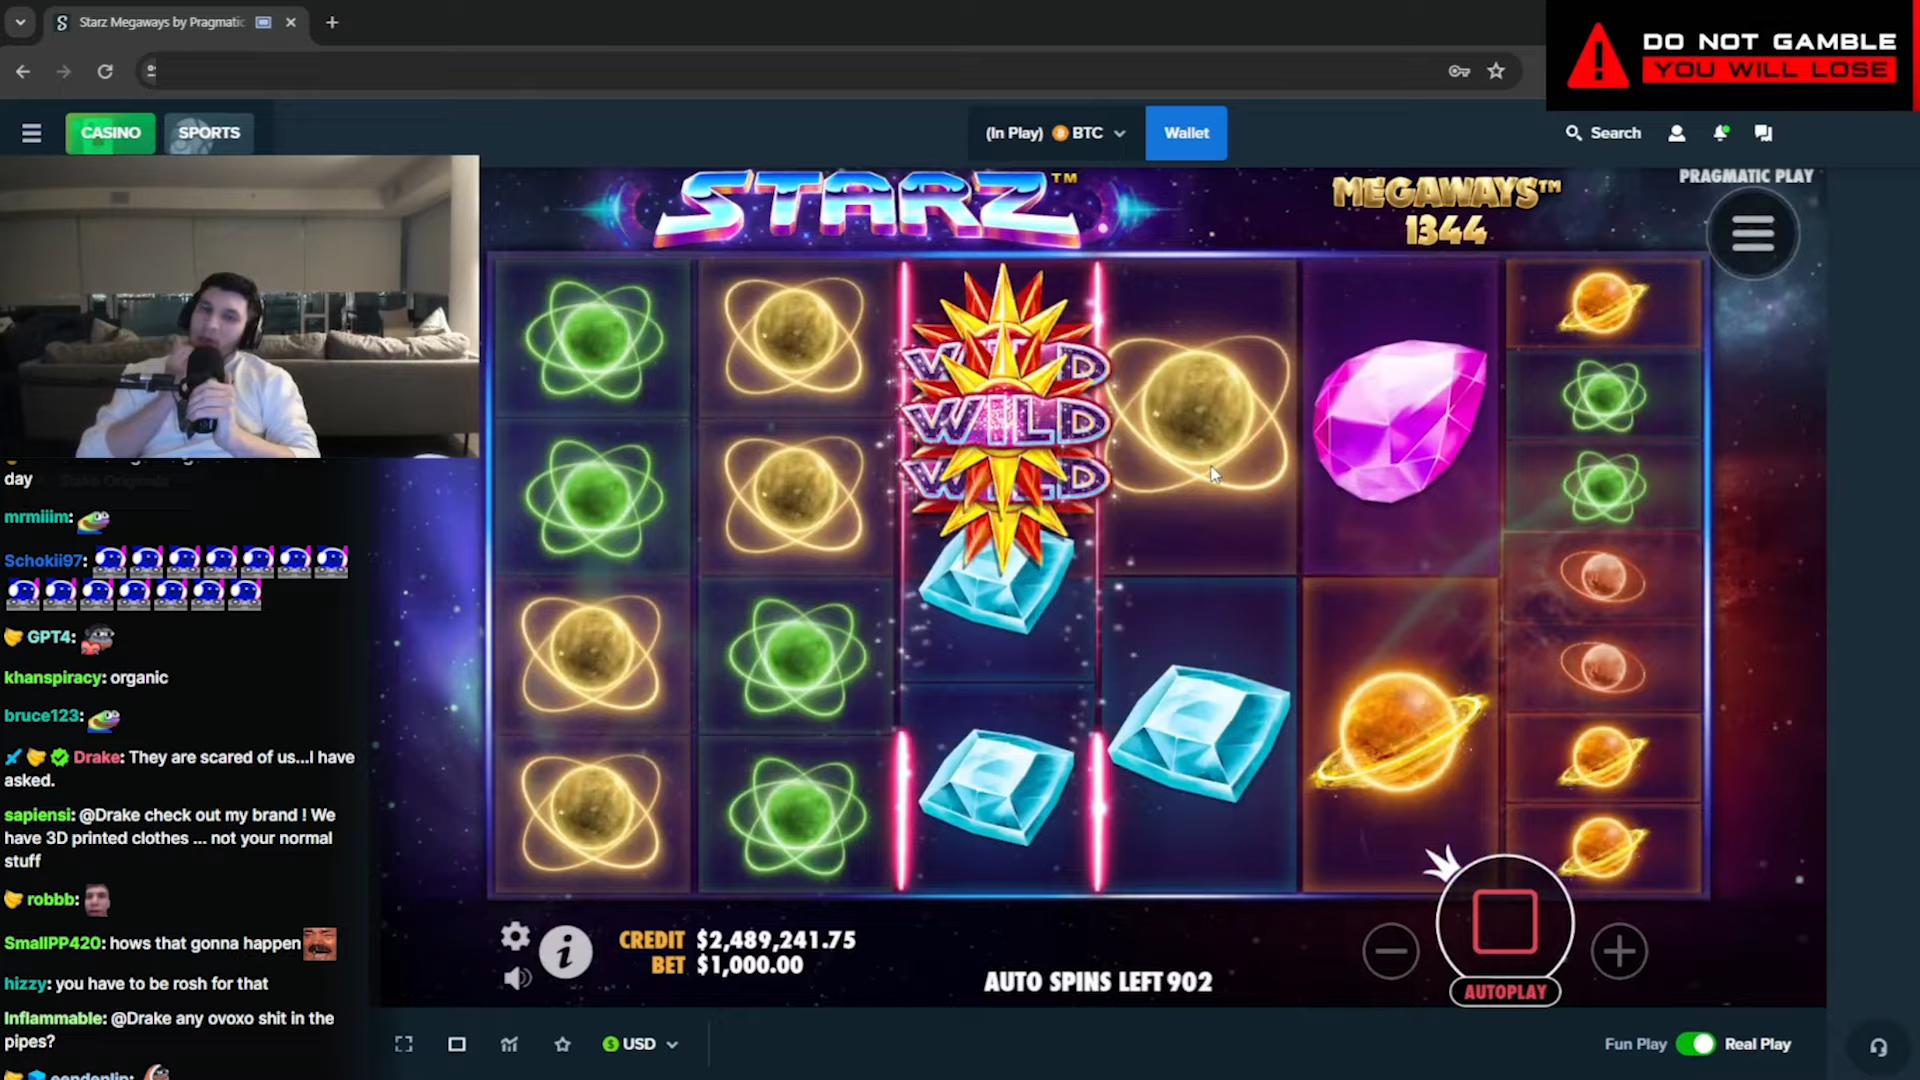 Starz Megaways by Pragmatic
DO NOT GAMBLE
YOU WILL LOSE
CASINO
SPORTS
(In Play) BTC
Wallet
Search
STARZ™
MEGAWAYS™
1344
PRAGMATIC PLAY
WILD
WILD
WILD
day
mrmiiim:
Schokii97:
GPT4:
khanspiracy: organic
bruce123:
Drake: They are scared of us...I have
asked.
sapiensi: @Drake check out my brand ! We
have 3D printed clothes ... not your normal
stuff
robbb:
SmallPP420: hows that gonna happen
hizzy: you have to be rosh for that
Inflammable: @Drake any ovoxo shit in the
pipes?
CREDIT $2,489,241.75
BET $1,000.00
AUTO SPINS LEFT 902
AUTOPLAY
USD
Fun Play
Real Play